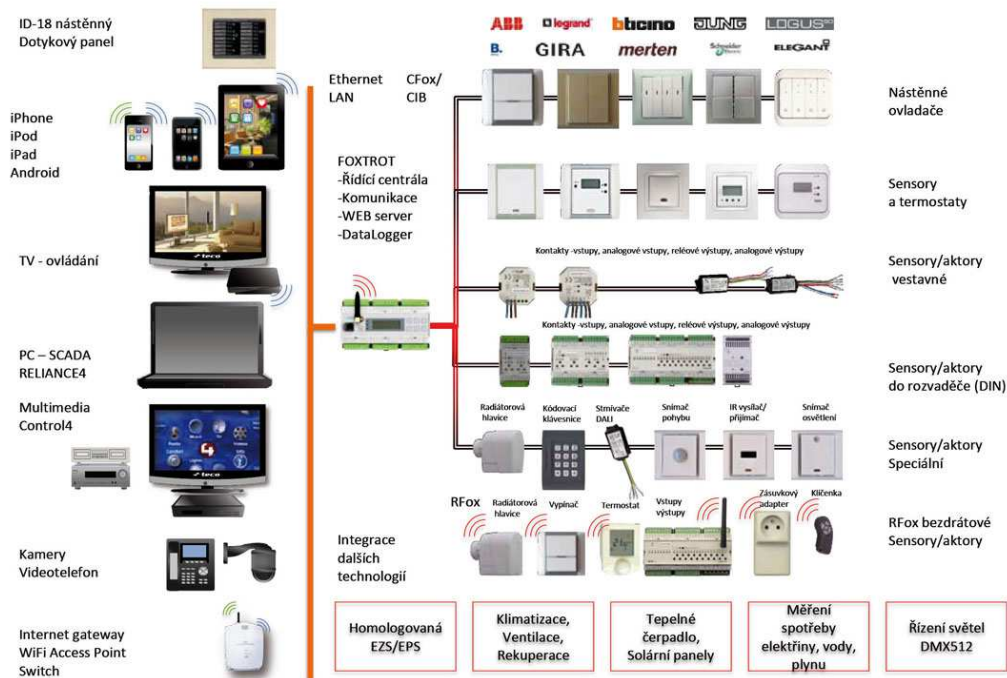 ID-18 nástěnný
Dotykový panel
iPhone
iPod
iPad
Android
TV - ovládání
teco
PC – SCADA
RELIANCE4
Multimedia
Control4
teco
Kamery
Videotelefon
Internet gateway
WiFi Access Point
Switch
Ethernet
LAN
CFox/
CIB
FOXTROT
-Řídící centrála
-Komunikace
-WEB server
-DataLogger
ABB
legrand
bticino
JUNG
LOGUS90
B.
GIRA
merten
Schneider
Electric
ELEGANT
Nástěnné
ovladače
Sensory
a termostaty
Kontakty -vstupy, analogové vstupy, reléové výstupy, analogové výstupy
Sensory/aktory
vestavné
Kontakty -vstupy, analogové vstupy, reléové výstupy, analogové výstupy
Sensory/aktory
do rozvaděče (DIN)
Radiátorová
hlavice
Kódovací
klávesnice
Stmívače
DALI
Snímač
pohybu
IR vysílač/
přijímač
Snímač
osvětlení
Sensory/aktory
Speciální
RFox
Radiátorová
hlavice
Vypínač
Termostat
Vstupy
výstupy
Zásuvkový
adapter
Klíčenka
RFox bezdrátové
Sensory/aktory
Integrace
dalších
technologií
Homologovaná
EZS/EPS
Klimatizace,
Ventilace,
Rekuperace
Tepelné
čerpadlo,
Solární panely
Měření
spotřeby
elektřiny, vody,
plynu
Řízení světel
DMX512